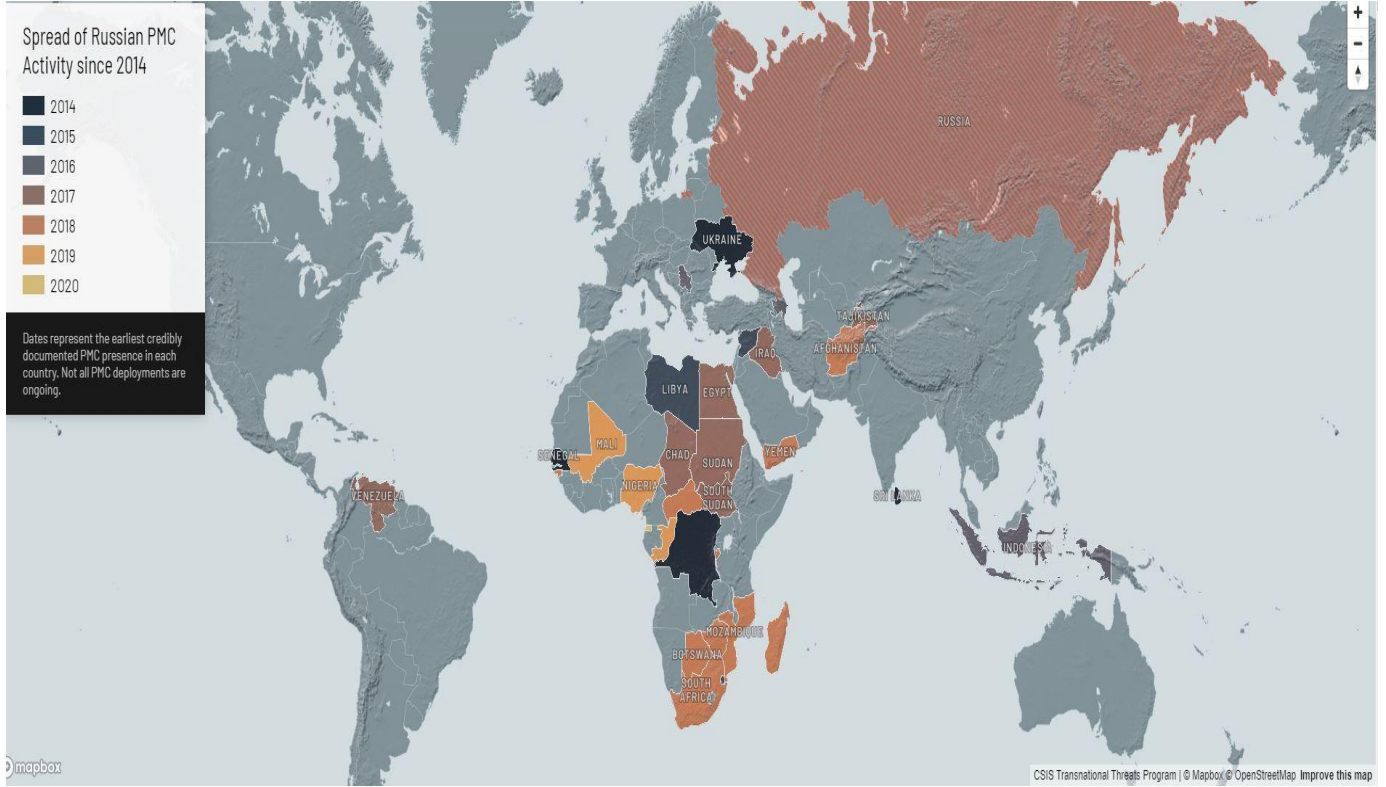 Spread of Russian PMC
Activity since 2014
2014
2015
2016
2017
2018
2019
2020
Dates represent the earliest credibly
documented PMC presence in each
country. Not all PMC deployments are
ongoing.
+
−
RUSSIA
UKRAINE
TAJIKISTAN
AFGHANISTAN
IRAQ
LIBYA
EGYPT
SENEGAL
MALI
CHAD
SUDAN
YEMEN
NIGERIA
SOUTH
SUDAN
VENEZUELA
SRI LANKA
INDONESIA
MOZAMBIQUE
BOTSWANA
SOUTH
AFRICA
mapbox
CSIS Transnational Threats Program | © Mapbox © OpenStreetMap Improve this map